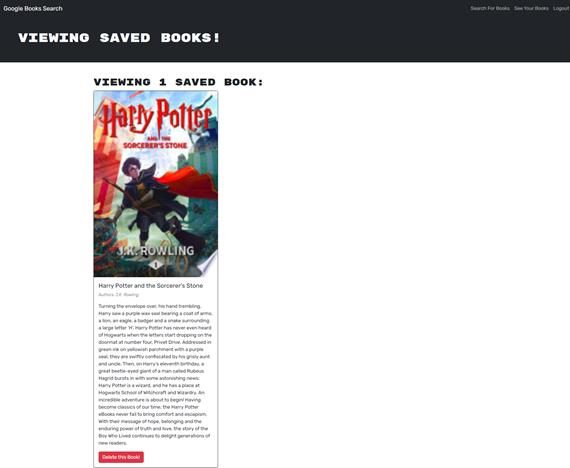 Google Books Search
Search For Books See Your Books Logout
VIEWING SAVED BOOKS!
VIEWING 1 SAVED BOOK:
Harry Potter
AND THE
SORCERER'S STONE
J.K. ROWLING
1
Harry Potter and the Sorcerer's Stone
Authors: J.K. Rowling
Turning the envelope over, his hand trembling,
Harry saw a purple wax seal bearing a coat of arms;
a lion, an eagle, a badger and a snake surrounding
a large letter 'H'. Harry Potter has never even heard
of Hogwarts when the letters start dropping on the
doormat at number four, Privet Drive. Addressed in
green ink on yellowish parchment with a purple
seal, they are swiftly confiscated by his grisly aunt
and uncle. Then, on Harry's eleventh birthday, a
great beetle-eyed giant of a man called Rubeus
Hagrid bursts in with some astonishing news:
Harry Potter is a wizard, and he has a place at
Hogwarts School of Witchcraft and Wizardry. An
incredible adventure is about to begin! Having
become classics of our time, the Harry Potter
eBooks never fail to bring comfort and escapism.
With their message of hope, belonging and the
enduring power of truth and love, the story of the
Boy Who Lived continues to delight generations of
new readers.
Delete this Book!